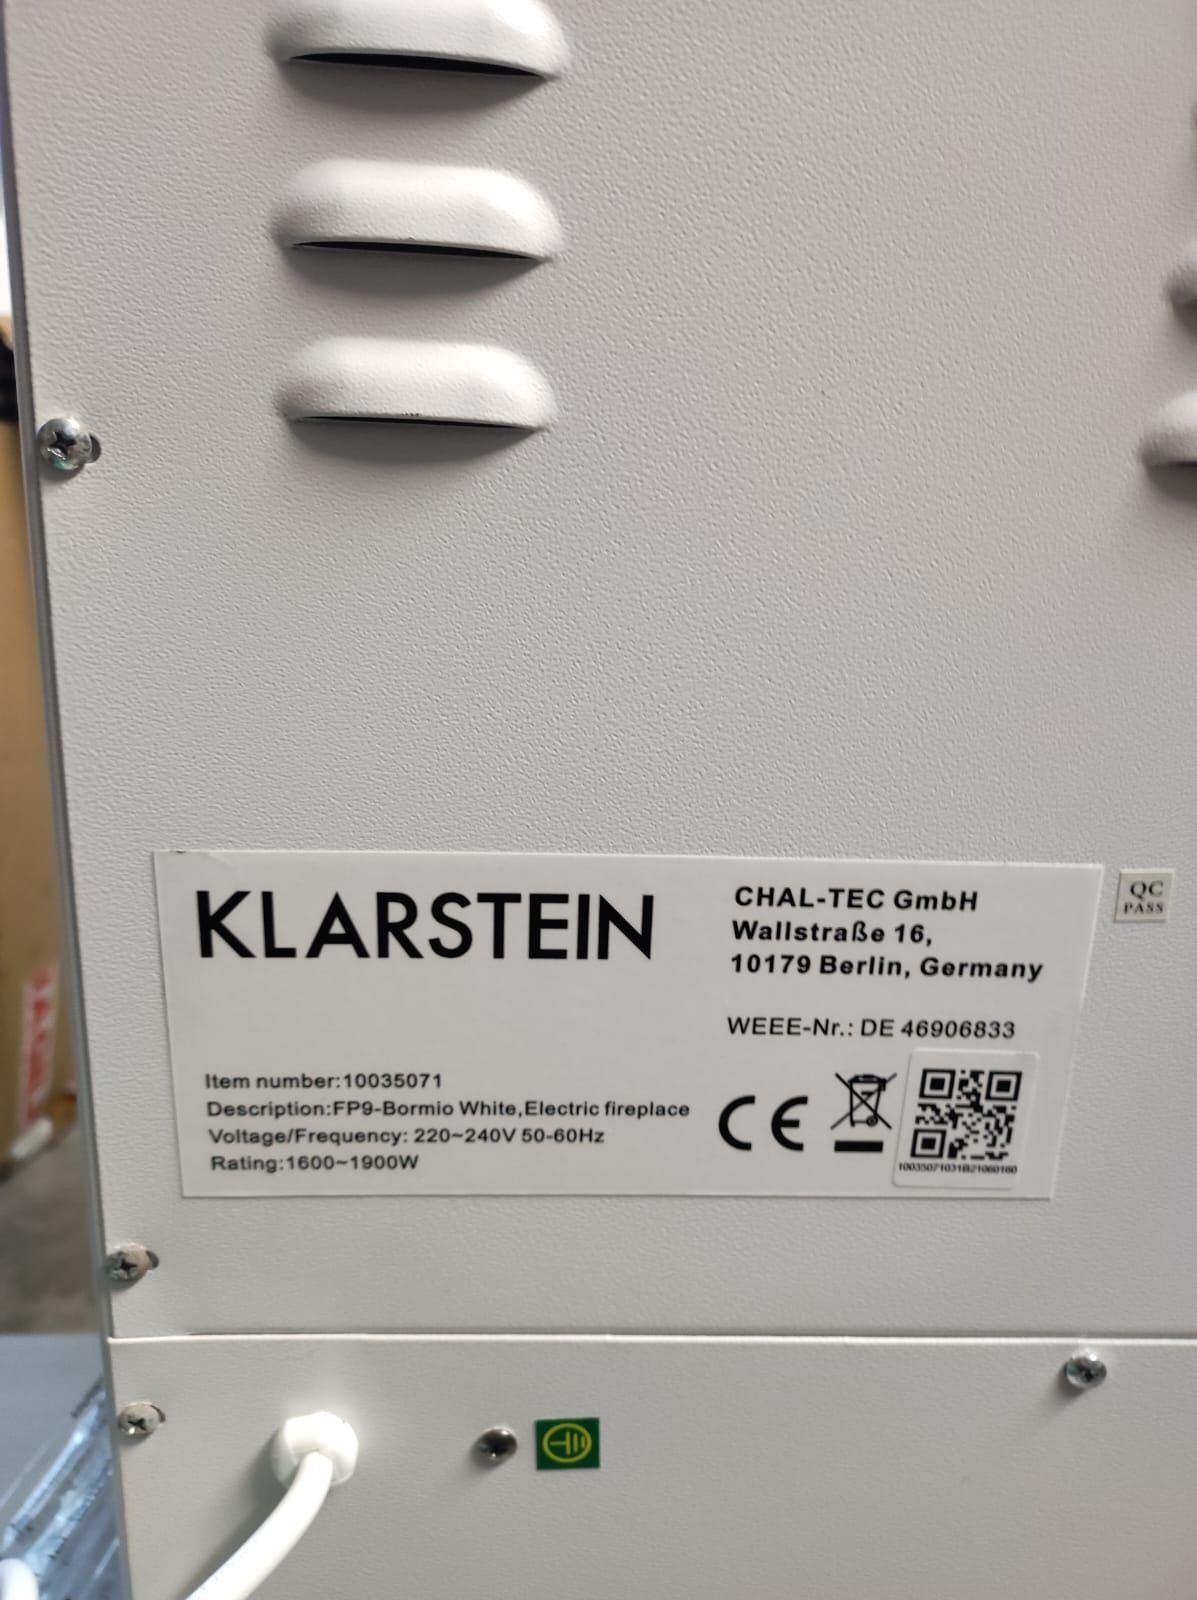 KLARSTEIN
CHAL-TEC GmbH
Wallstraße 16,
10179 Berlin, Germany
WEEE-Nr.: DE 46906833
Item number:10035071
Description:FP9-Bormio White,Electric fireplace
Voltage/Frequency: 220~240V 50-60Hz
Rating:1600~1900W
CE
10035071031B21060160
QC
PASS